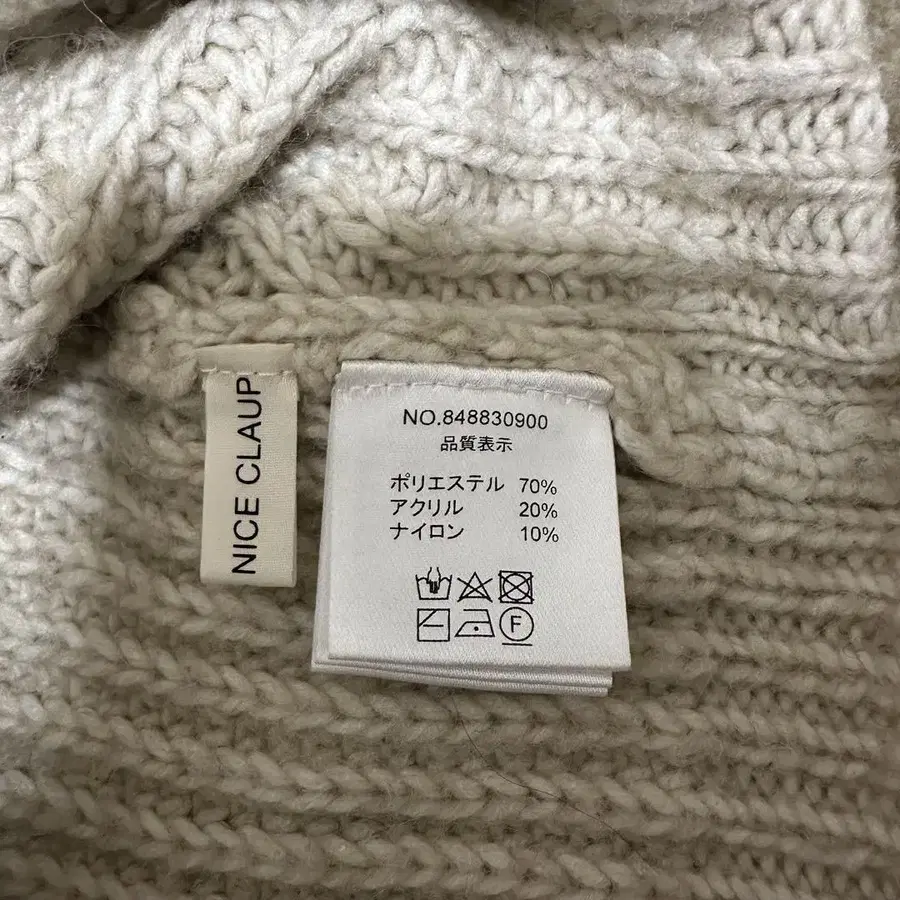 NICE CLAUP
NO.848830900
品質表示
ポリエステル 70%
アクリル 20%
ナイロン 10%
F